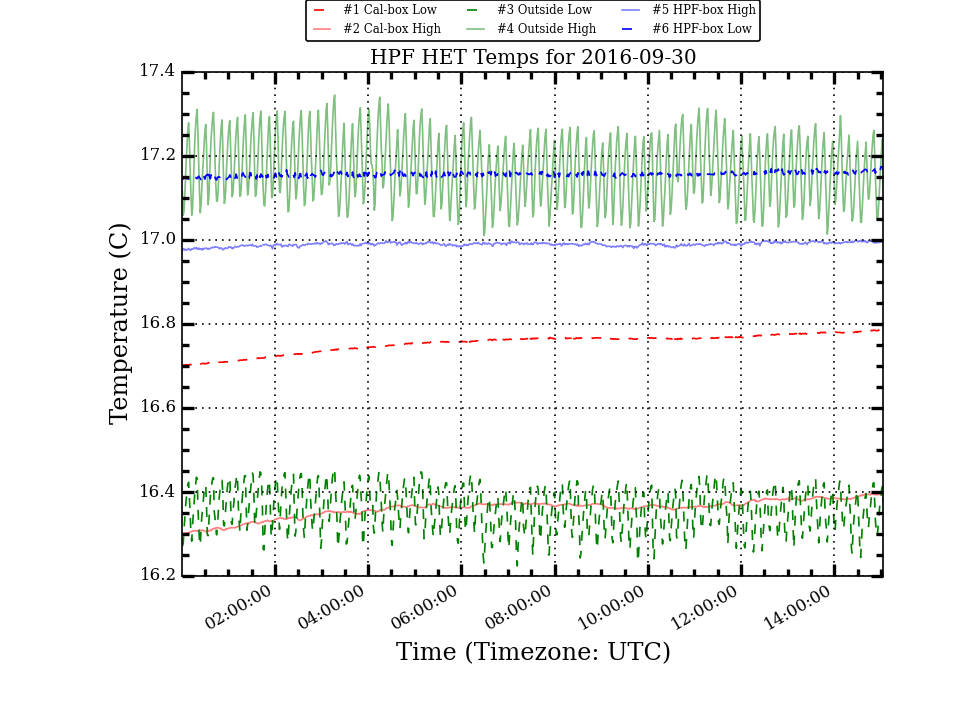 #1 Cal-box Low #3 Outside Low #5 HPF-box High
#2 Cal-box High #4 Outside High #6 HPF-box Low
HPF HET Temps for 2016-09-30
17.4
17.2
17.0
16.8
16.6
16.4
16.2
Temperature (C)
02:00:00 04:00:00 06:00:00 08:00:00 10:00:00 12:00:00 14:00:00
Time (Timezone: UTC)